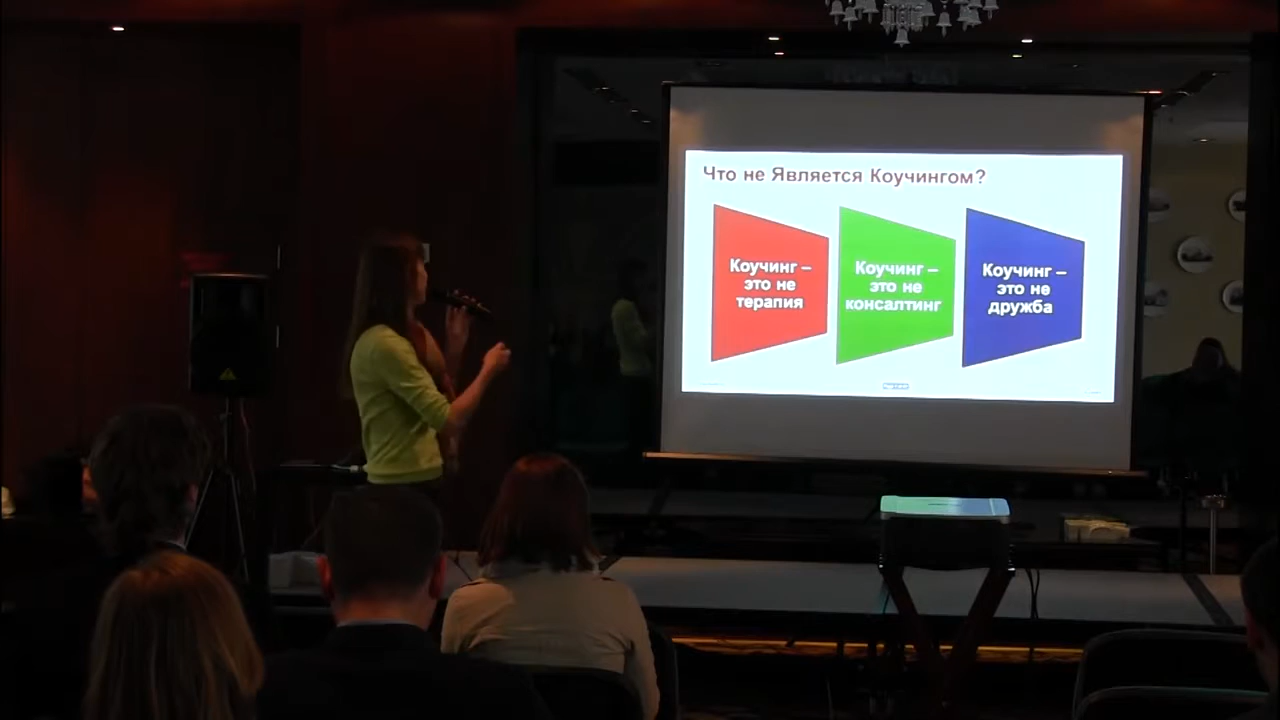 Что не Является Коучингом?
Коучинг –
это не
терапия
Коучинг –
это не
консалтинг
Коучинг –
это не
дружба